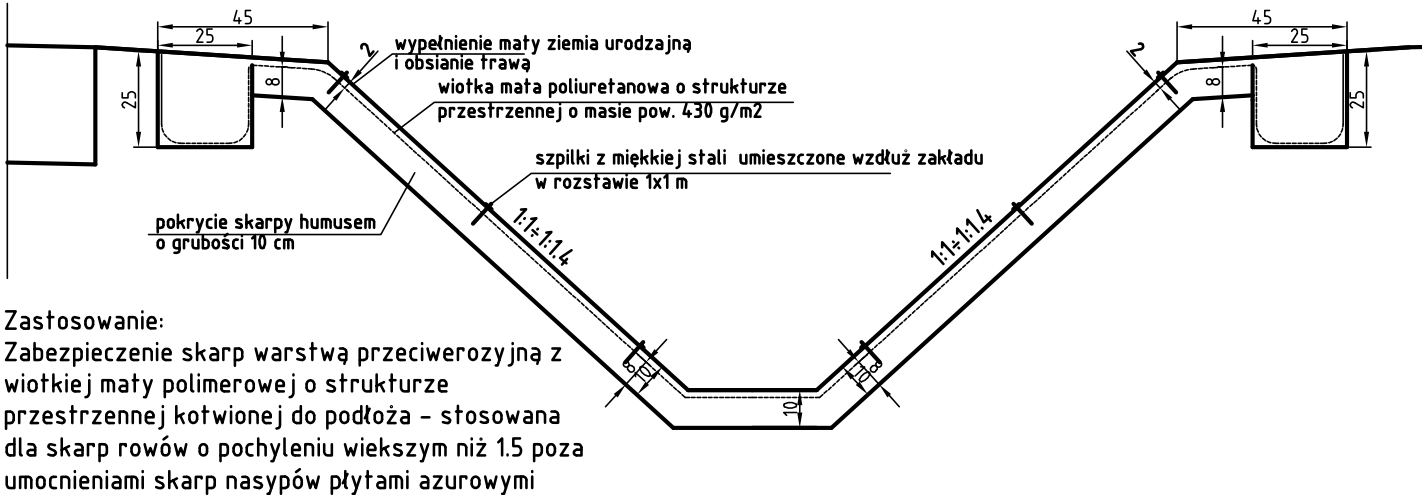 45
25
8
25
2
wypełnienie maty ziemia urodzajną
i obsianie trawą
wiotka mata poliuretanowa o strukturze
przestrzennej o masie pow. 430 g/m2
szpilki z miękkiej stali umieszczone wzdłuż zakładu
w rozstawie 1x1 m
pokrycie skarpy humusem
o grubości 10 cm
1:1÷1:1.4
8
10
10
1:1÷1:1.4
10
8
2
45
25
8
25
Zastosowanie:
Zabezpieczenie skarp warstwą przeciwerozyjną z
wiotkiej maty polimerowej o strukturze
przestrzennej kotwionej do podłoża - stosowana
dla skarp rowów o pochyleniu wiekszym niż 1.5 poza
umocnieniami skarp nasypów płytami azurowymi